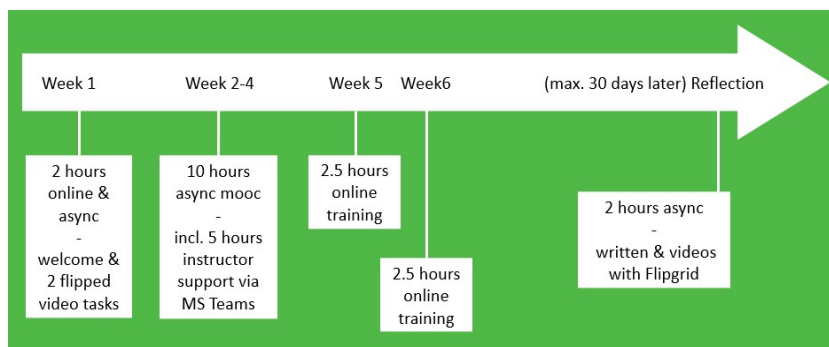 Week 1
Week 2-4
Week 5
Week6
(max. 30 days later) Reflection
2 hours
online &
async
-
welcome &
2 flipped
video tasks
10 hours
async mooc
-
incl. 5 hours
instructor
support via
MS Teams
2.5 hours
online
training
2.5 hours
online
training
2 hours async
-
written & videos
with Flipgrid